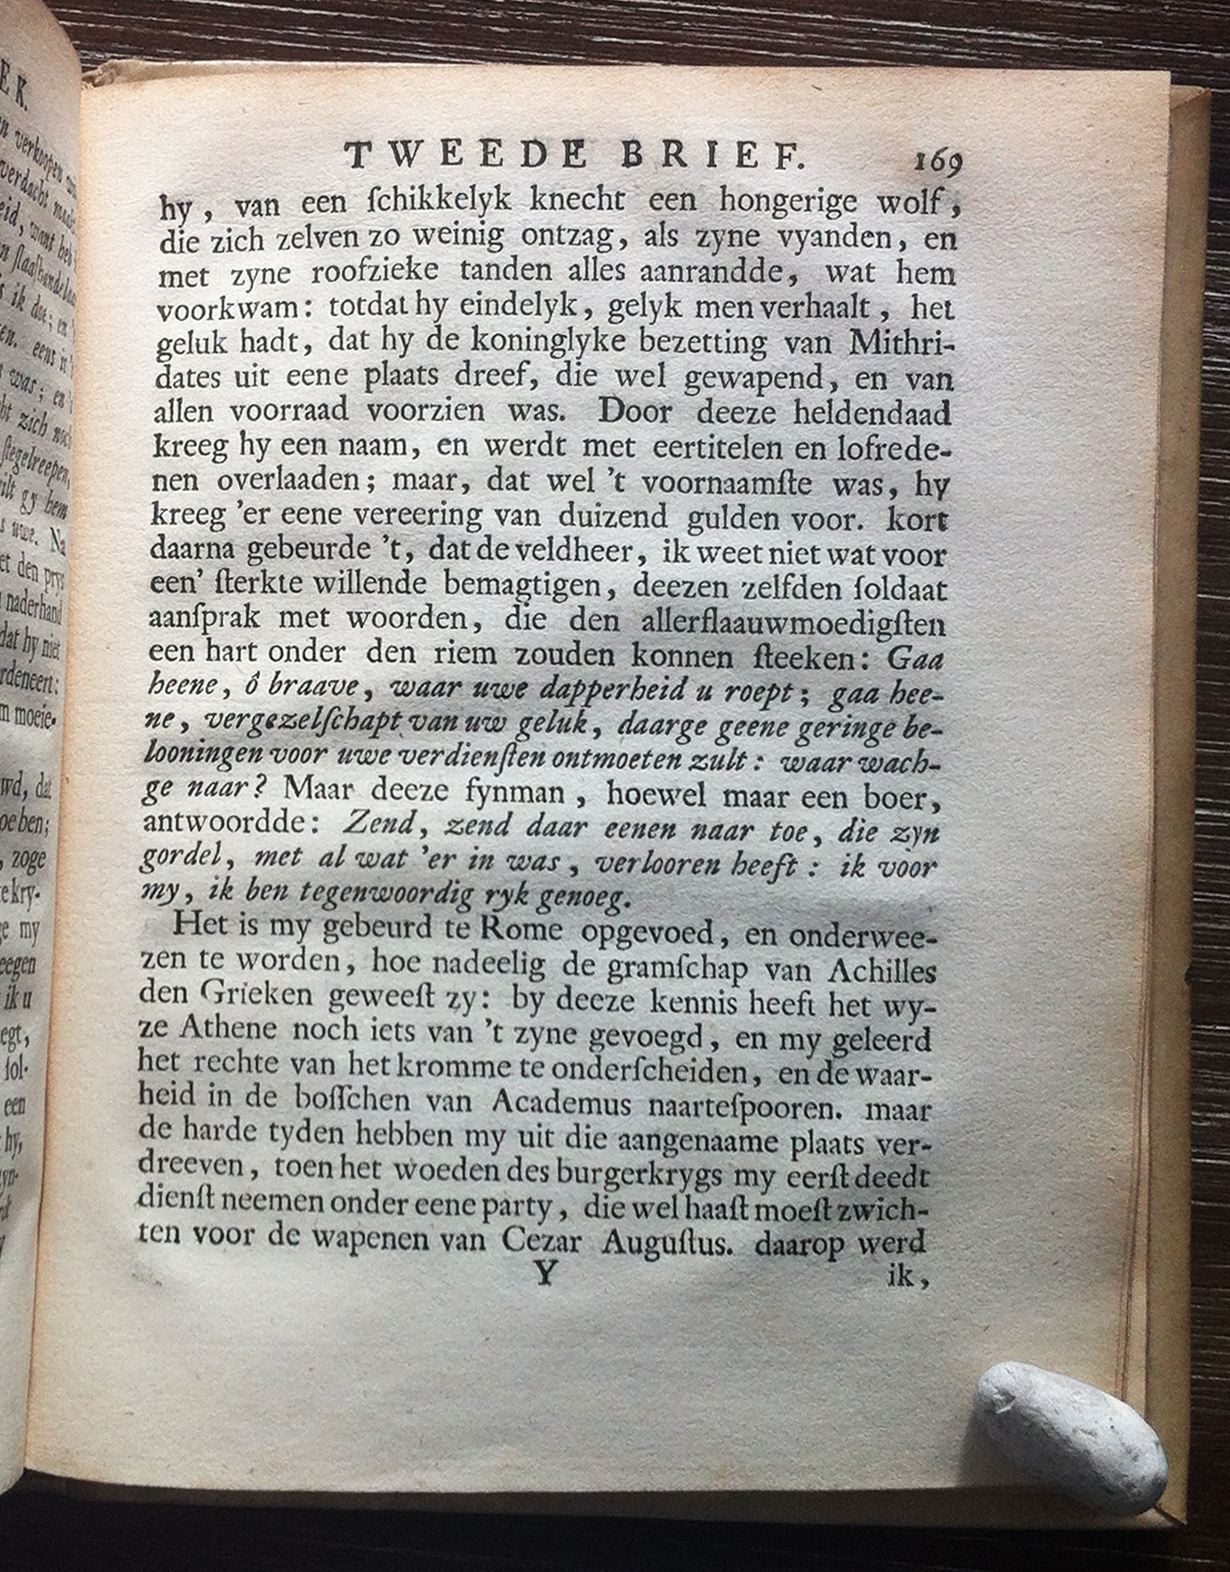 TWEEDE BRIEF. 169
hy, van een ſchikkelyk knecht een hongerige wolf,
die zich zelven zo weinig ontzag, als zyne vyanden, en
met zyne roofzieke tanden alles aanrandde, wat hem
voorkwam: totdat hy eindelyk, gelyk men verhaalt, het
geluk hadt, dat hy de koninglyke bezetting van Mithri-
dates uit eene plaats dreef, die wel gewapend, en van
allen voorraad voorzien was. Door deeze heldendaad
kreeg hy een naam, en werdt met eertitelen en lofrede-
nen overlaaden; maar, dat wel 't voornaamſte was, hy
kreeg 'er eene vereering van duizend gulden voor. kort
daarna gebeurde 't, dat de veldheer, ik weet niet wat voor
een' ſterkte willende bemagtigen, deezen zelfden ſoldaat
aanſprak met woorden, die den allerflaauwmoedigſten
een hart onder den riem zouden konnen ſteeken: Gaa
heene, ô braave, waar uwe dapperheid u roept; gaa hee-
ne, vergezelſchapt van uw geluk, daarge geene geringe be-
looningen voor uwe verdienſten ontmoeten zult: waar wach-
ge naar? Maar deeze fynman, hoewel maar een boer,
antwoordde: Zend, zend daar eenen naar toe, die zyn
gordel, met al wat 'er in was, verlooren heeft: ik voor
my, ik ben tegenwoordig ryk genoeg.
Het is my gebeurd te Rome opgevoed, en onderwee-
zen te worden, hoe nadeelig de gramſchap van Achilles
den Grieken geweeſt zy: by deeze kennis heeft het wy-
ze Athene noch iets van 't zyne gevoegd, en my geleerd
het rechte van het kromme te onderſcheiden, en de waar-
heid in de boſſchen van Academus naarteſpooren. maar
de harde tyden hebben my uit die aangenaame plaats ver-
dreeven, toen het woeden des burgerkrygs my eerſt deedt
dienſt neemen onder eene party, die wel haaſt moeſt zwich-
ten voor de wapenen van Cezar Auguſtus. daarop werd
Y ik,